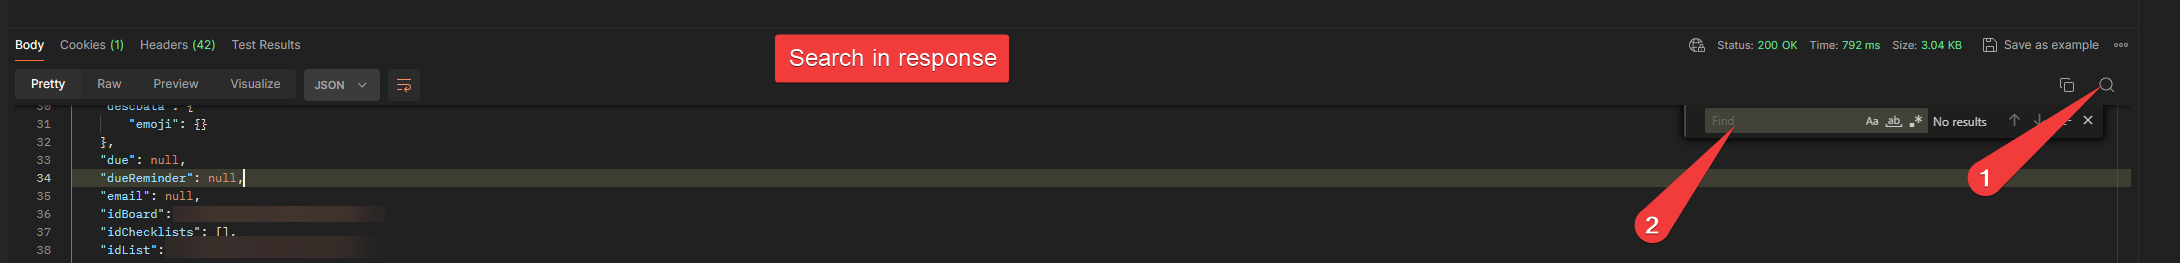 Body Cookies (1) Headers (42) Test Results
Search in response
Status: 200 OK Time: 792 ms Size: 3.04 KB Save as example
Pretty Raw Preview Visualize JSON
30 "descData": {
31 "emoji": {}
32 },
33 "due": null,
34 "dueReminder": null,
35 "email": null,
36 "idBoard":
37 "idChecklists": [],
38 "idList":
Find Aa ab .* No results
1
2